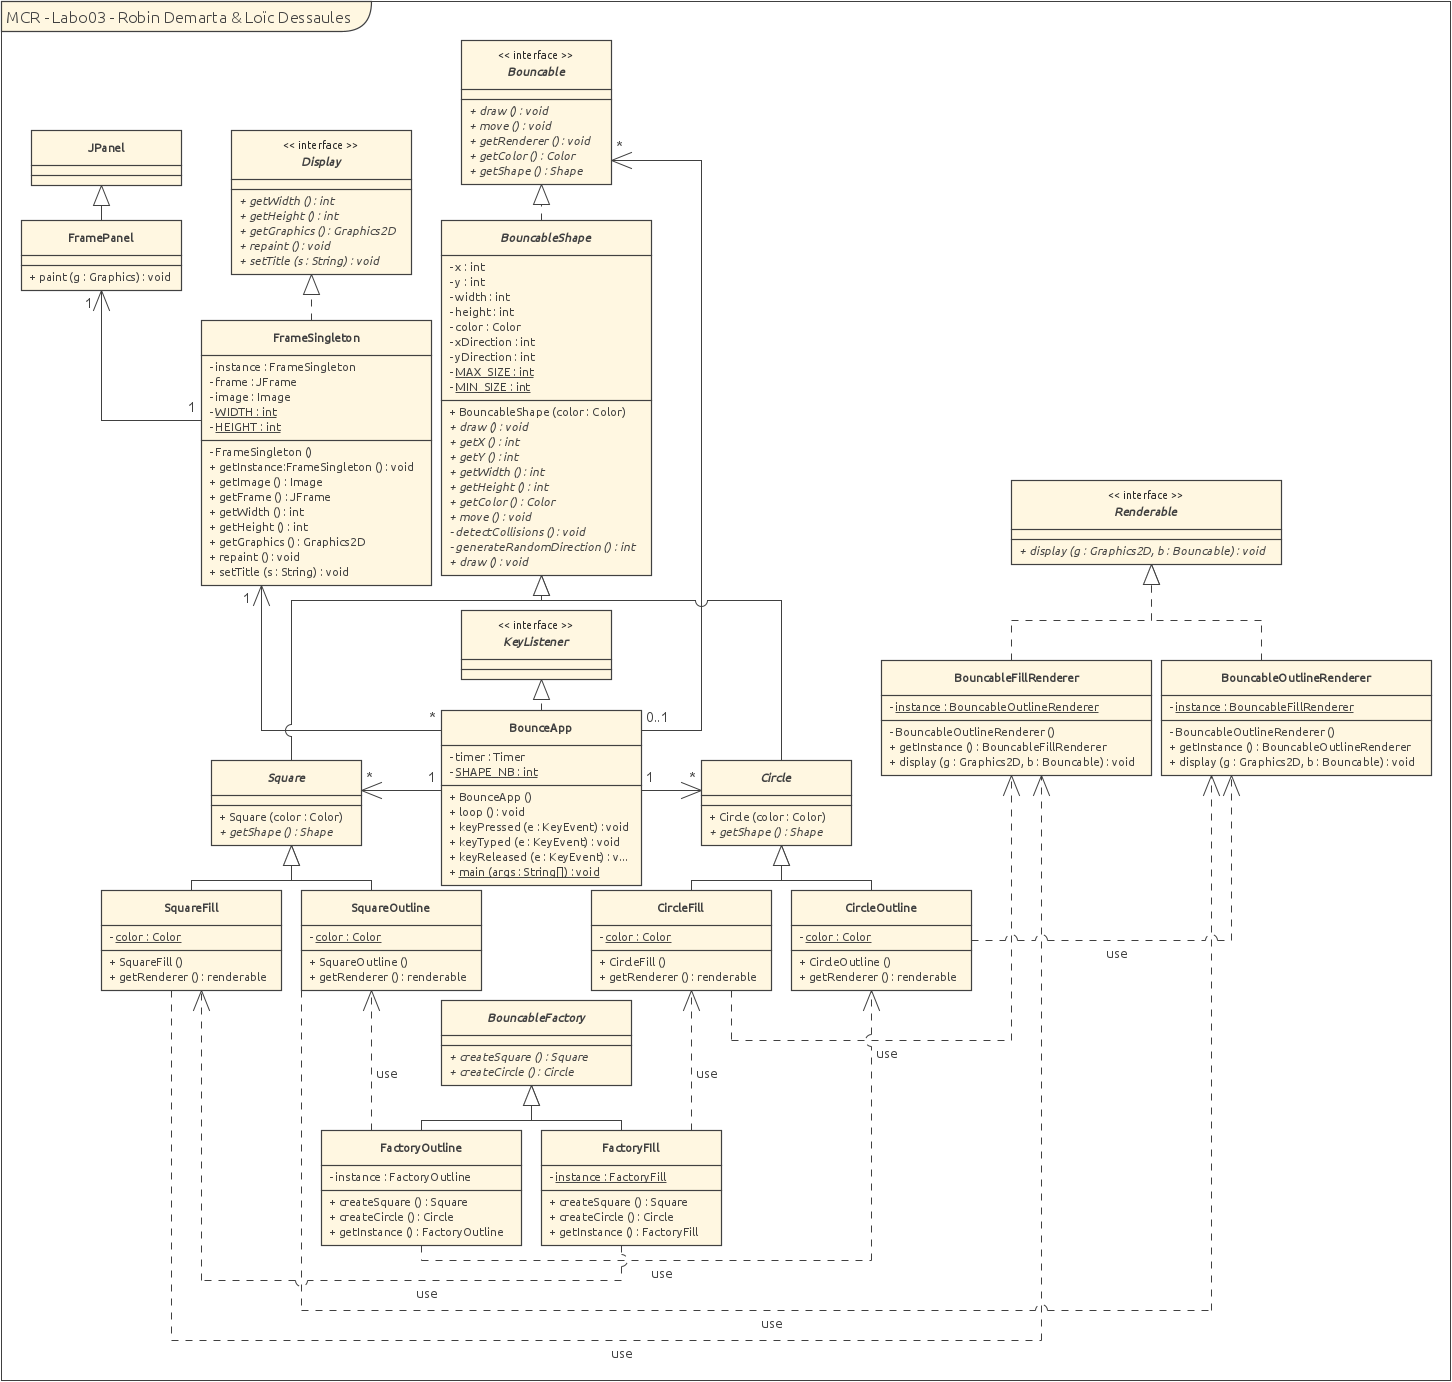 MCR - Labo03 - Robin Demarta & Loïc Dessaules
<< interface >>
Bouncable
+ draw () : void
+ move () : void
+ getRenderer () : void
+ getColor () : Color
+ getShape () : Shape
*
JPanel
<< interface >>
Display
+ getWidth () : int
+ getHeight () : int
+ getGraphics () : Graphics2D
+ repaint () : void
+ setTitle (s : String) : void
FramePanel
+ paint (g : Graphics) : void
1
BouncableShape
- x : int
- y : int
- width : int
- height : int
- color : Color
- xDirection : int
- yDirection : int
- MAX_SIZE : int
- MIN_SIZE : int
+ BouncableShape (color : Color)
+ draw () : void
+ getX () : int
+ getY () : int
+ getWidth () : int
+ getHeight () : int
+ getColor () : Color
+ move () : void
- detectCollisions () : void
- generateRandomDirection () : int
+ draw () : void
FrameSingleton
- instance : FrameSingleton
- frame : JFrame
- image : Image
- WIDTH : int
- HEIGHT : int
- FrameSingleton ()
+ getInstance:FrameSingleton () : void
+ getImage () : Image
+ getFrame () : JFrame
+ getWidth () : int
+ getHeight () : int
+ getGraphics () : Graphics2D
+ repaint () : void
+ setTitle (s : String) : void
1
1
<< interface >>
Renderable
+ display (g : Graphics2D, b : Bouncable) : void
<< interface >>
KeyListener
BouncableFillRenderer
- instance : BouncableOutlineRenderer
- BouncableOutlineRenderer ()
+ getInstance () : BouncableFillRenderer
+ display (g : Graphics2D, b : Bouncable) : void
BouncableOutlineRenderer
- instance : BouncableFillRenderer
- BouncableOutlineRenderer ()
+ getInstance () : BouncableOutlineRenderer
+ display (g : Graphics2D, b : Bouncable) : void
*
0..1
BounceApp
- timer : Timer
- SHAPE_NB : int
+ BounceApp ()
+ loop () : void
+ keyPressed (e : KeyEvent) : void
+ keyTyped (e : KeyEvent) : void
+ keyReleased (e : KeyEvent) : v...
+ main (args : String[]) : void
*
1
1
*
Square
+ Square (color : Color)
+ getShape () : Shape
Circle
+ Circle (color : Color)
+ getShape () : Shape
SquareFill
- color : Color
+ SquareFill ()
+ getRenderer () : renderable
SquareOutline
- color : Color
+ SquareOutline ()
+ getRenderer () : renderable
CircleFill
- color : Color
+ CircleFill ()
+ getRenderer () : renderable
CircleOutline
- color : Color
+ CircleOutline ()
+ getRenderer () : renderable
use
BouncableFactory
+ createSquare () : Square
+ createCircle () : Circle
use
use
use
FactoryOutline
- instance : FactoryOutline
+ createSquare () : Square
+ createCircle () : Circle
+ getInstance () : FactoryOutline
FactoryFIll
- instance : FactoryFill
+ createSquare () : Square
+ createCircle () : Circle
+ getInstance () : FactoryFill
use
use
use
use